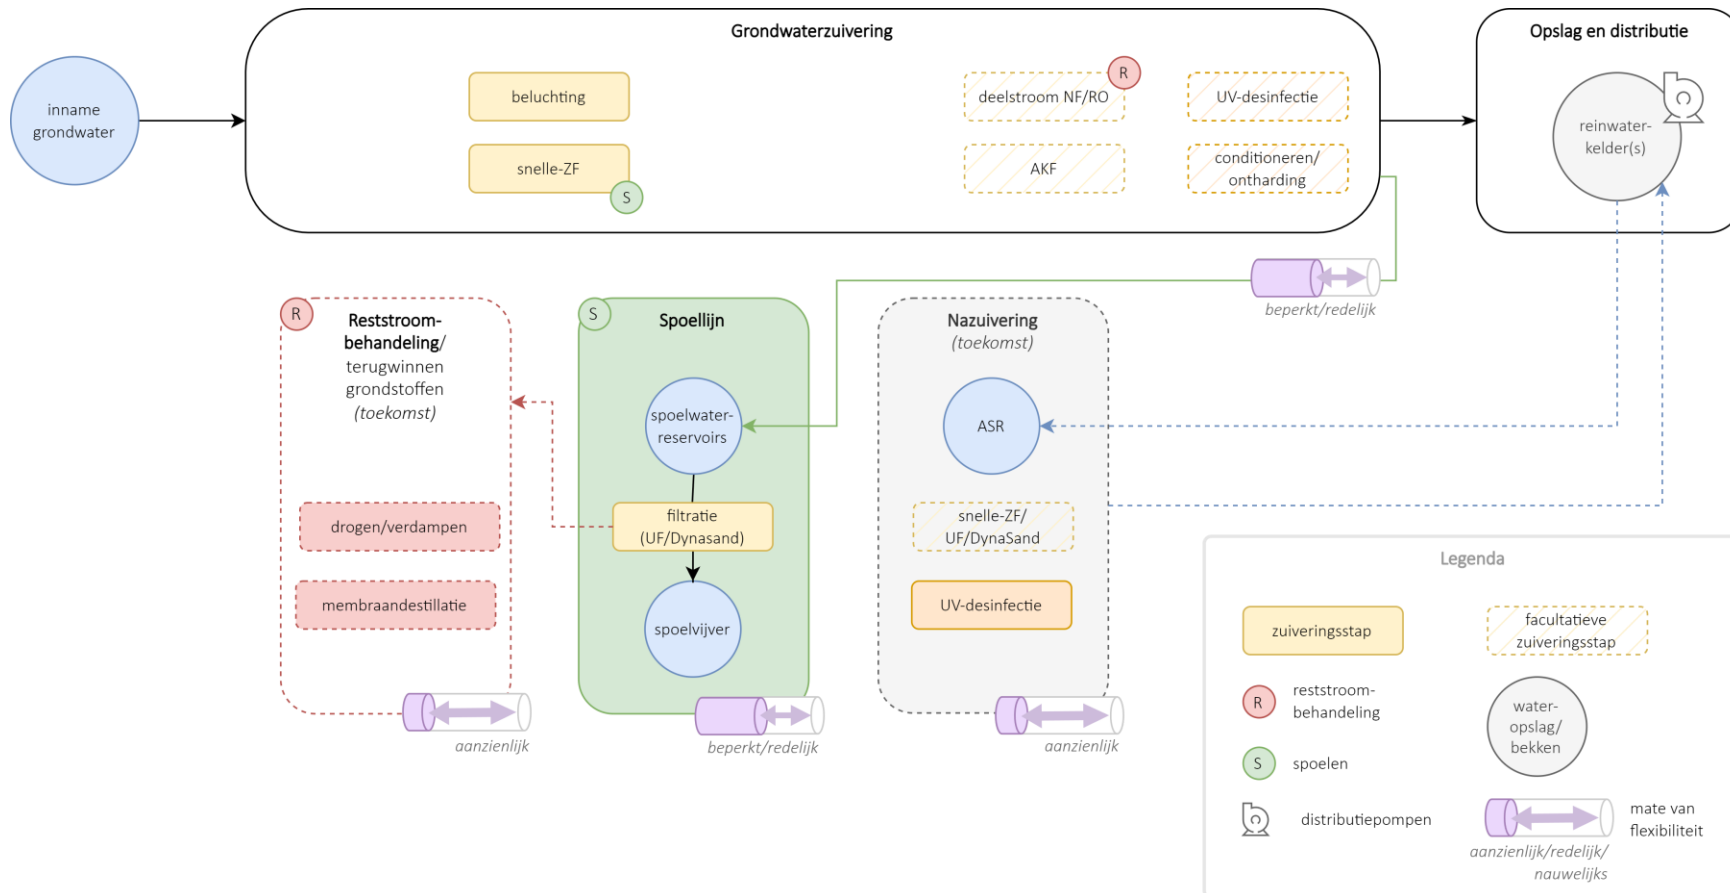 Grondwaterzuivering
Opslag en distributie
inname
grondwater
beluchting
snelle-ZF
S
deelstroom NF/RO
R
AKF
UV-desinfectie
conditioneren/
ontharding
reinwater-
kelder(s)
beperkt/redelijk
R
Reststroom-
behandeling/
terugwinnen
grondstoffen
(toekomst)
drogen/verdampen
membraandestillatie
aanzienlijk
S
Spoellijn
spoelwater-
reservoirs
filtratie
(UF/Dynasand)
spoelvijver
beperkt/redelijk
Nazuivering
(toekomst)
ASR
snelle-ZF/
UF/DynaSand
UV-desinfectie
aanzienlijk
Legenda
zuiveringsstap
facultatieve
zuiveringsstap
R
reststroom-
behandeling
water-
opslag/
bekken
S
spoelen
distributiepompen
mate van
flexibiliteit
aanzienlijk/redelijk/
nauwelijks